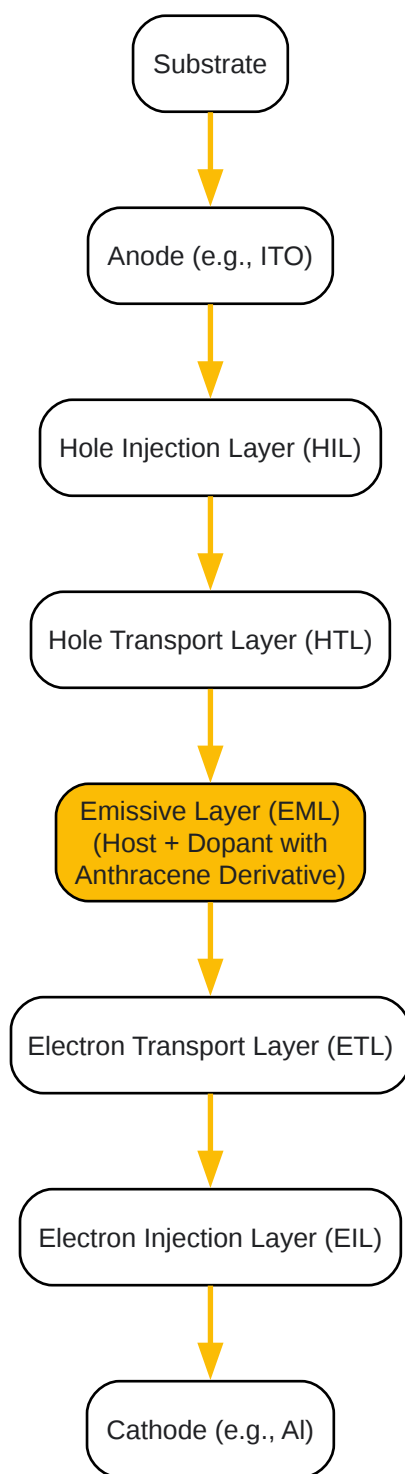 Substrate
Anode (e.g., ITO)
Hole Injection Layer (HIL)
Hole Transport Layer (HTL)
Emissive Layer (EML)
(Host + Dopant with
Anthracene Derivative)
Electron Transport Layer (ETL)
Electron Injection Layer (EIL)
Cathode (e.g., Al)